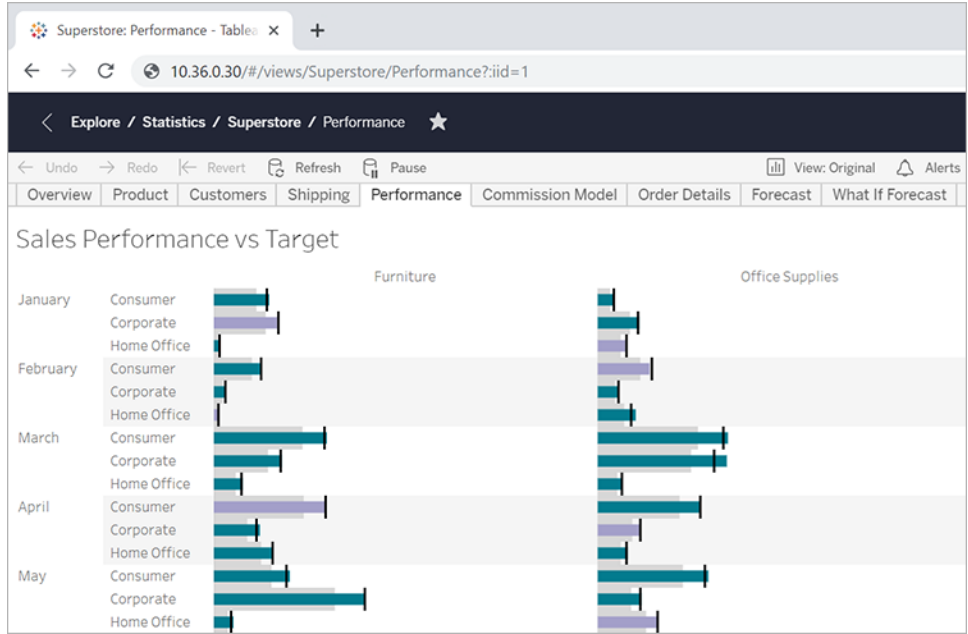 Superstore: Performance - Tablea
10.36.0.30/#/views/Superstore/Performance?:iid=1
Explore / Statistics / Superstore / Performance
Undo Redo Revert Refresh Pause View: Original Alerts
Overview Product Customers Shipping Performance Commission Model Order Details Forecast What If Forecast
Sales Performance vs Target
Furniture Office Supplies
January Consumer
Corporate
Home Office
February Consumer
Corporate
Home Office
March Consumer
Corporate
Home Office
April Consumer
Corporate
Home Office
May Consumer
Corporate
Home Office